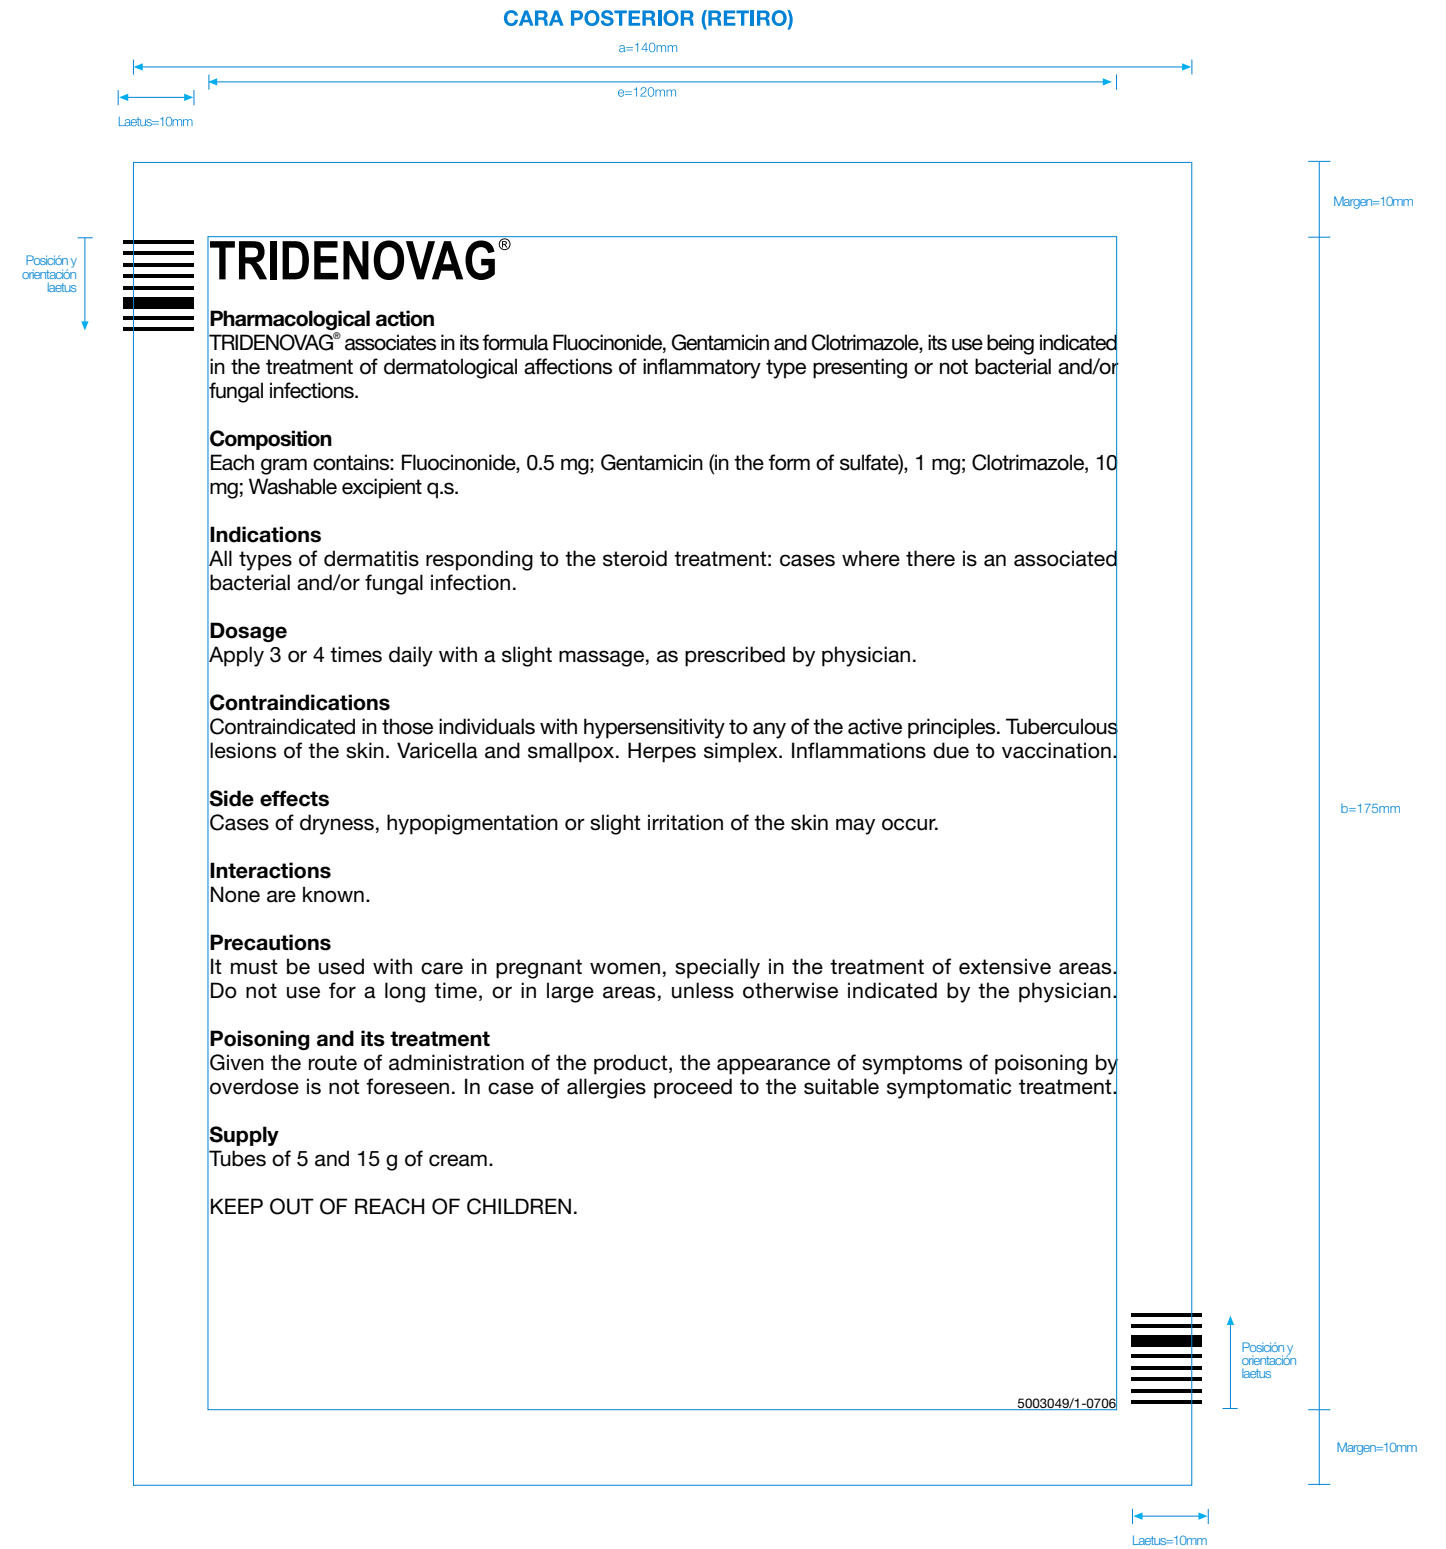 CARA POSTERIOR (RETIRO)
a=140mm
e=120mm
Laetus=10mm
Margen=10mm
Posición y
orientación
laetus
TRIDENOVAG®
Pharmacological action
TRIDENOVAG® associates in its formula Fluocinonide, Gentamicin and Clotrimazole, its use being indicated
in the treatment of dermatological affections of inflammatory type presenting or not bacterial and/or
fungal infections.
Composition
Each gram contains: Fluocinonide, 0.5 mg; Gentamicin (in the form of sulfate), 1 mg; Clotrimazole, 10
mg; Washable excipient q.s.
Indications
All types of dermatitis responding to the steroid treatment: cases where there is an associated
bacterial and/or fungal infection.
Dosage
Apply 3 or 4 times daily with a slight massage, as prescribed by physician.
Contraindications
Contraindicated in those individuals with hypersensitivity to any of the active principles. Tuberculous
lesions of the skin. Varicella and smallpox. Herpes simplex. Inflammations due to vaccination.
Side effects
Cases of dryness, hypopigmentation or slight irritation of the skin may occur.
b=175mm
Interactions
None are known.
Precautions
It must be used with care in pregnant women, specially in the treatment of extensive areas.
Do not use for a long time, or in large areas, unless otherwise indicated by the physician.
Poisoning and its treatment
Given the route of administration of the product, the appearance of symptoms of poisoning by
overdose is not foreseen. In case of allergies proceed to the suitable symptomatic treatment.
Supply
Tubes of 5 and 15 g of cream.
KEEP OUT OF REACH OF CHILDREN.
Posición y
orientación
laetus
5003049/1-0706
Margen=10mm
Laetus=10mm